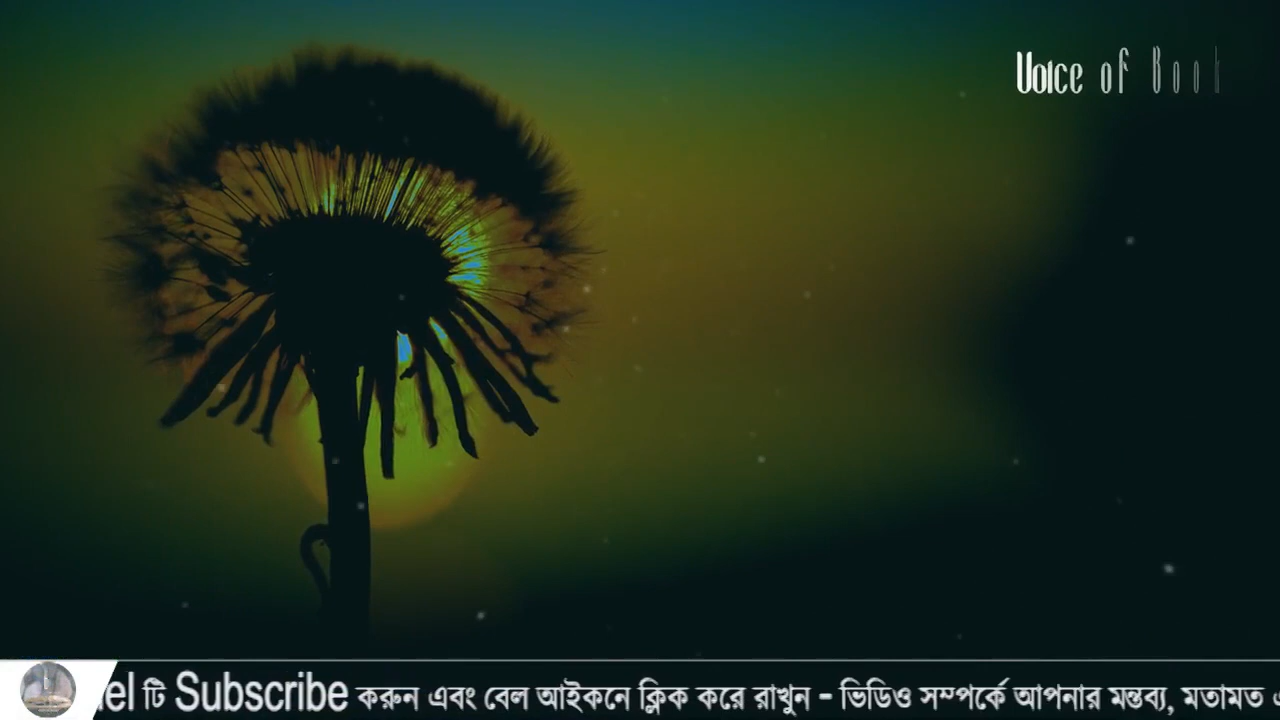 Voice of Book
el টি Subscribe করুন এবং বেল আইকনে ক্লিক করে রাখুন - ভিডিও সম্পর্কে আপনার মন্তব্য, মতামত